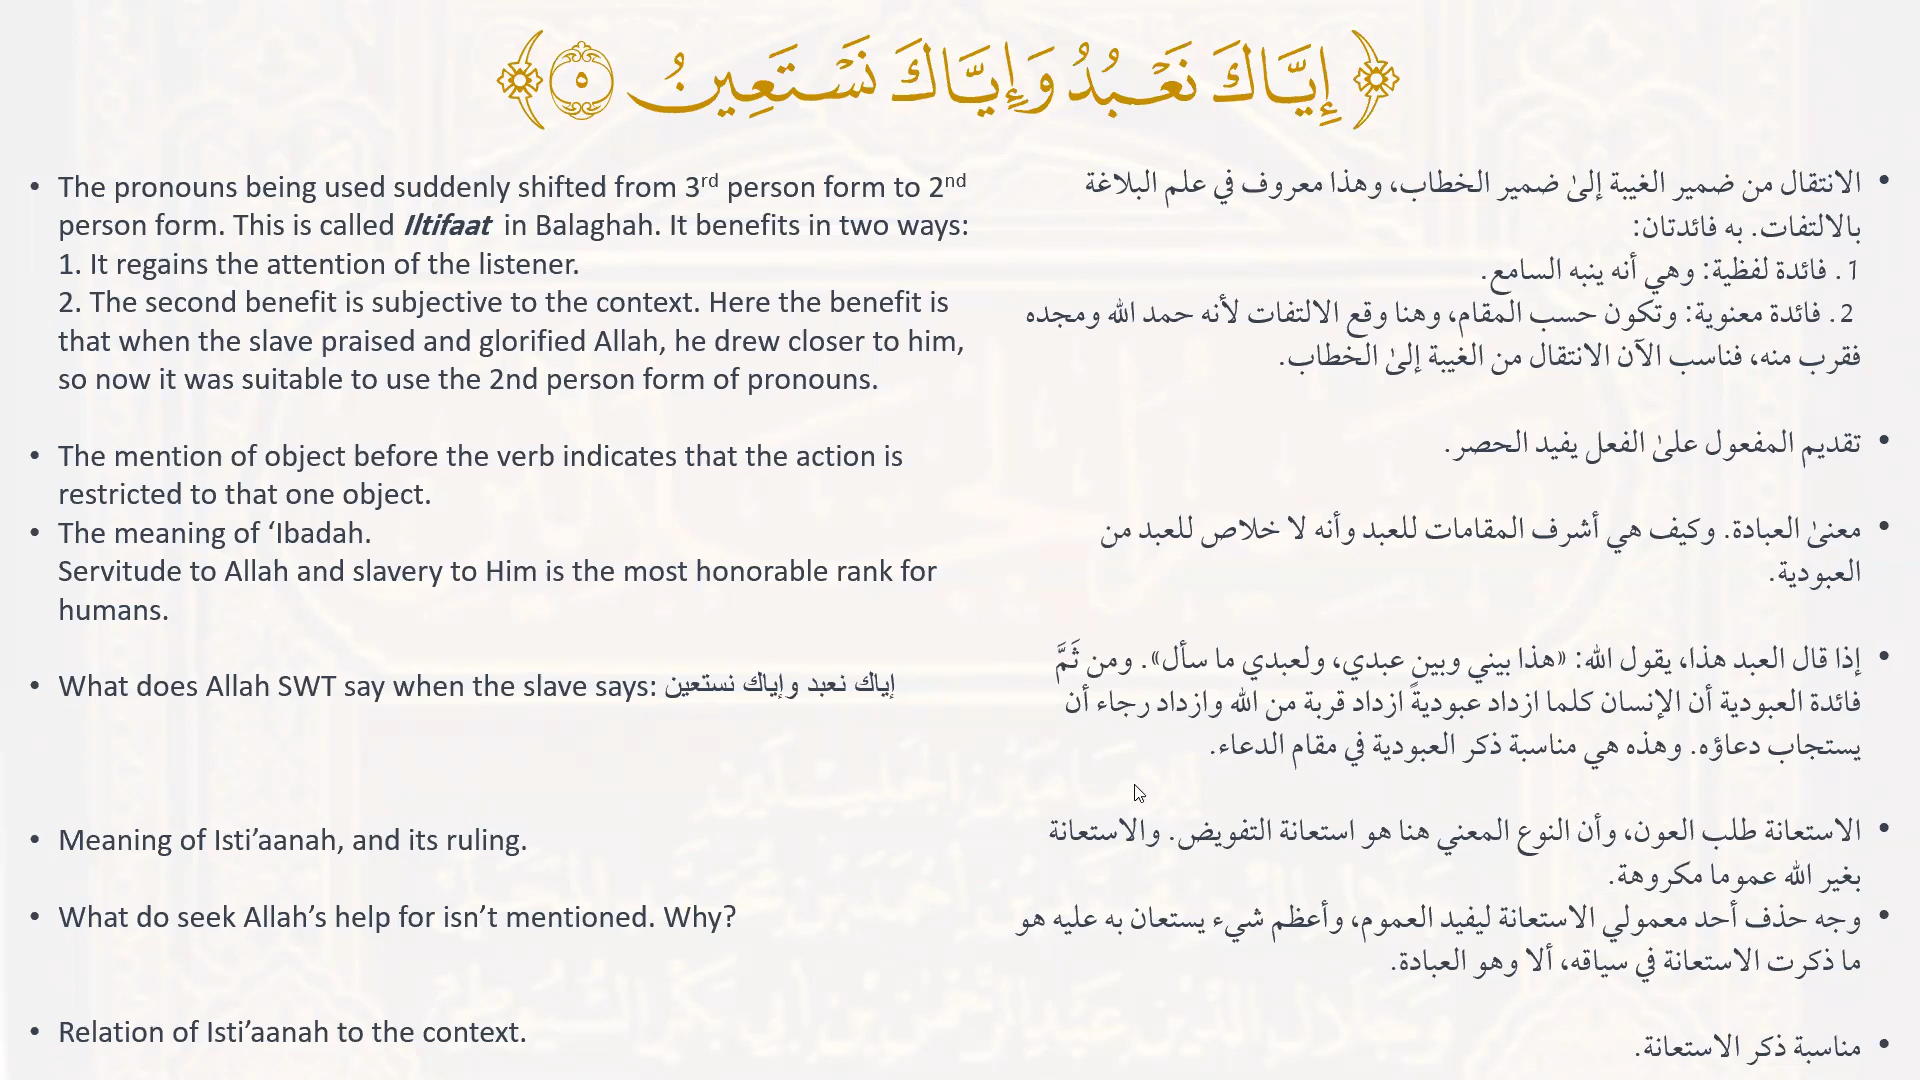 ﴿إِيَّاكَ نَعْبُدُ وَإِيَّاكَ نَسْتَعِينُ ٥﴾
• The pronouns being used suddenly shifted from 3rd person form to 2nd
person form. This is called Iltifaat in Balaghah. It benefits in two ways:
1. It regains the attention of the listener.
2. The second benefit is subjective to the context. Here the benefit is
that when the slave praised and glorified Allah, he drew closer to him,
so now it was suitable to use the 2nd person form of pronouns.
• The mention of object before the verb indicates that the action is
restricted to that one object.
• The meaning of ‘Ibadah.
Servitude to Allah and slavery to Him is the most honorable rank for
humans.
• What does Allah SWT say when the slave says: إياك نعبد وإياك نستعين
• Meaning of Isti’aanah, and its ruling.
• What do seek Allah’s help for isn’t mentioned. Why?
• Relation of Isti’aanah to the context.
• الانتقال من ضمير الغيبة إلىٰ ضمير الخطاب، وهذا معروف في علم البلاغة
بالالتفات. به فائدتان:
1. فائدة لفظية: وهي أنه ينبه السامع.
2. فائدة معنوية: وتكون حسب المقام، وهنا وقع الالتفات لأنه حمد الله ومجده
فقرب منه، فناسب الآن الانتقال من الغيبة إلىٰ الخطاب.
• تقديم المفعول علىٰ الفعل يفيد الحصر.
• معنىٰ العبادة. وكيف هي أشرف المقامات للعبد وأنه لا خلاص للعبد من
العبودية.
• إذا قال العبد هذا، يقول الله: «هذا بيني وبين عبدي، ولعبدي ما سأل». ومن ثَمَّ
فائدة العبودية أن الإنسان كلما ازداد عبوديةً ازداد قربة من الله وازداد رجاء أن
يستجاب دعاؤه. وهذه هي مناسبة ذكر العبودية في مقام الدعاء.
• الاستعانة طلب العون، وأن النوع المعني هنا هو استعانة التفويض. والاستعانة
بغير الله عموما مكروهة.
• وجه حذف أحد معمولي الاستعانة ليفيد العموم، وأعظم شيء يستعان به عليه هو
ما ذكرت الاستعانة في سياقه، ألا وهو العبادة.
• مناسبة ذكر الاستعانة.